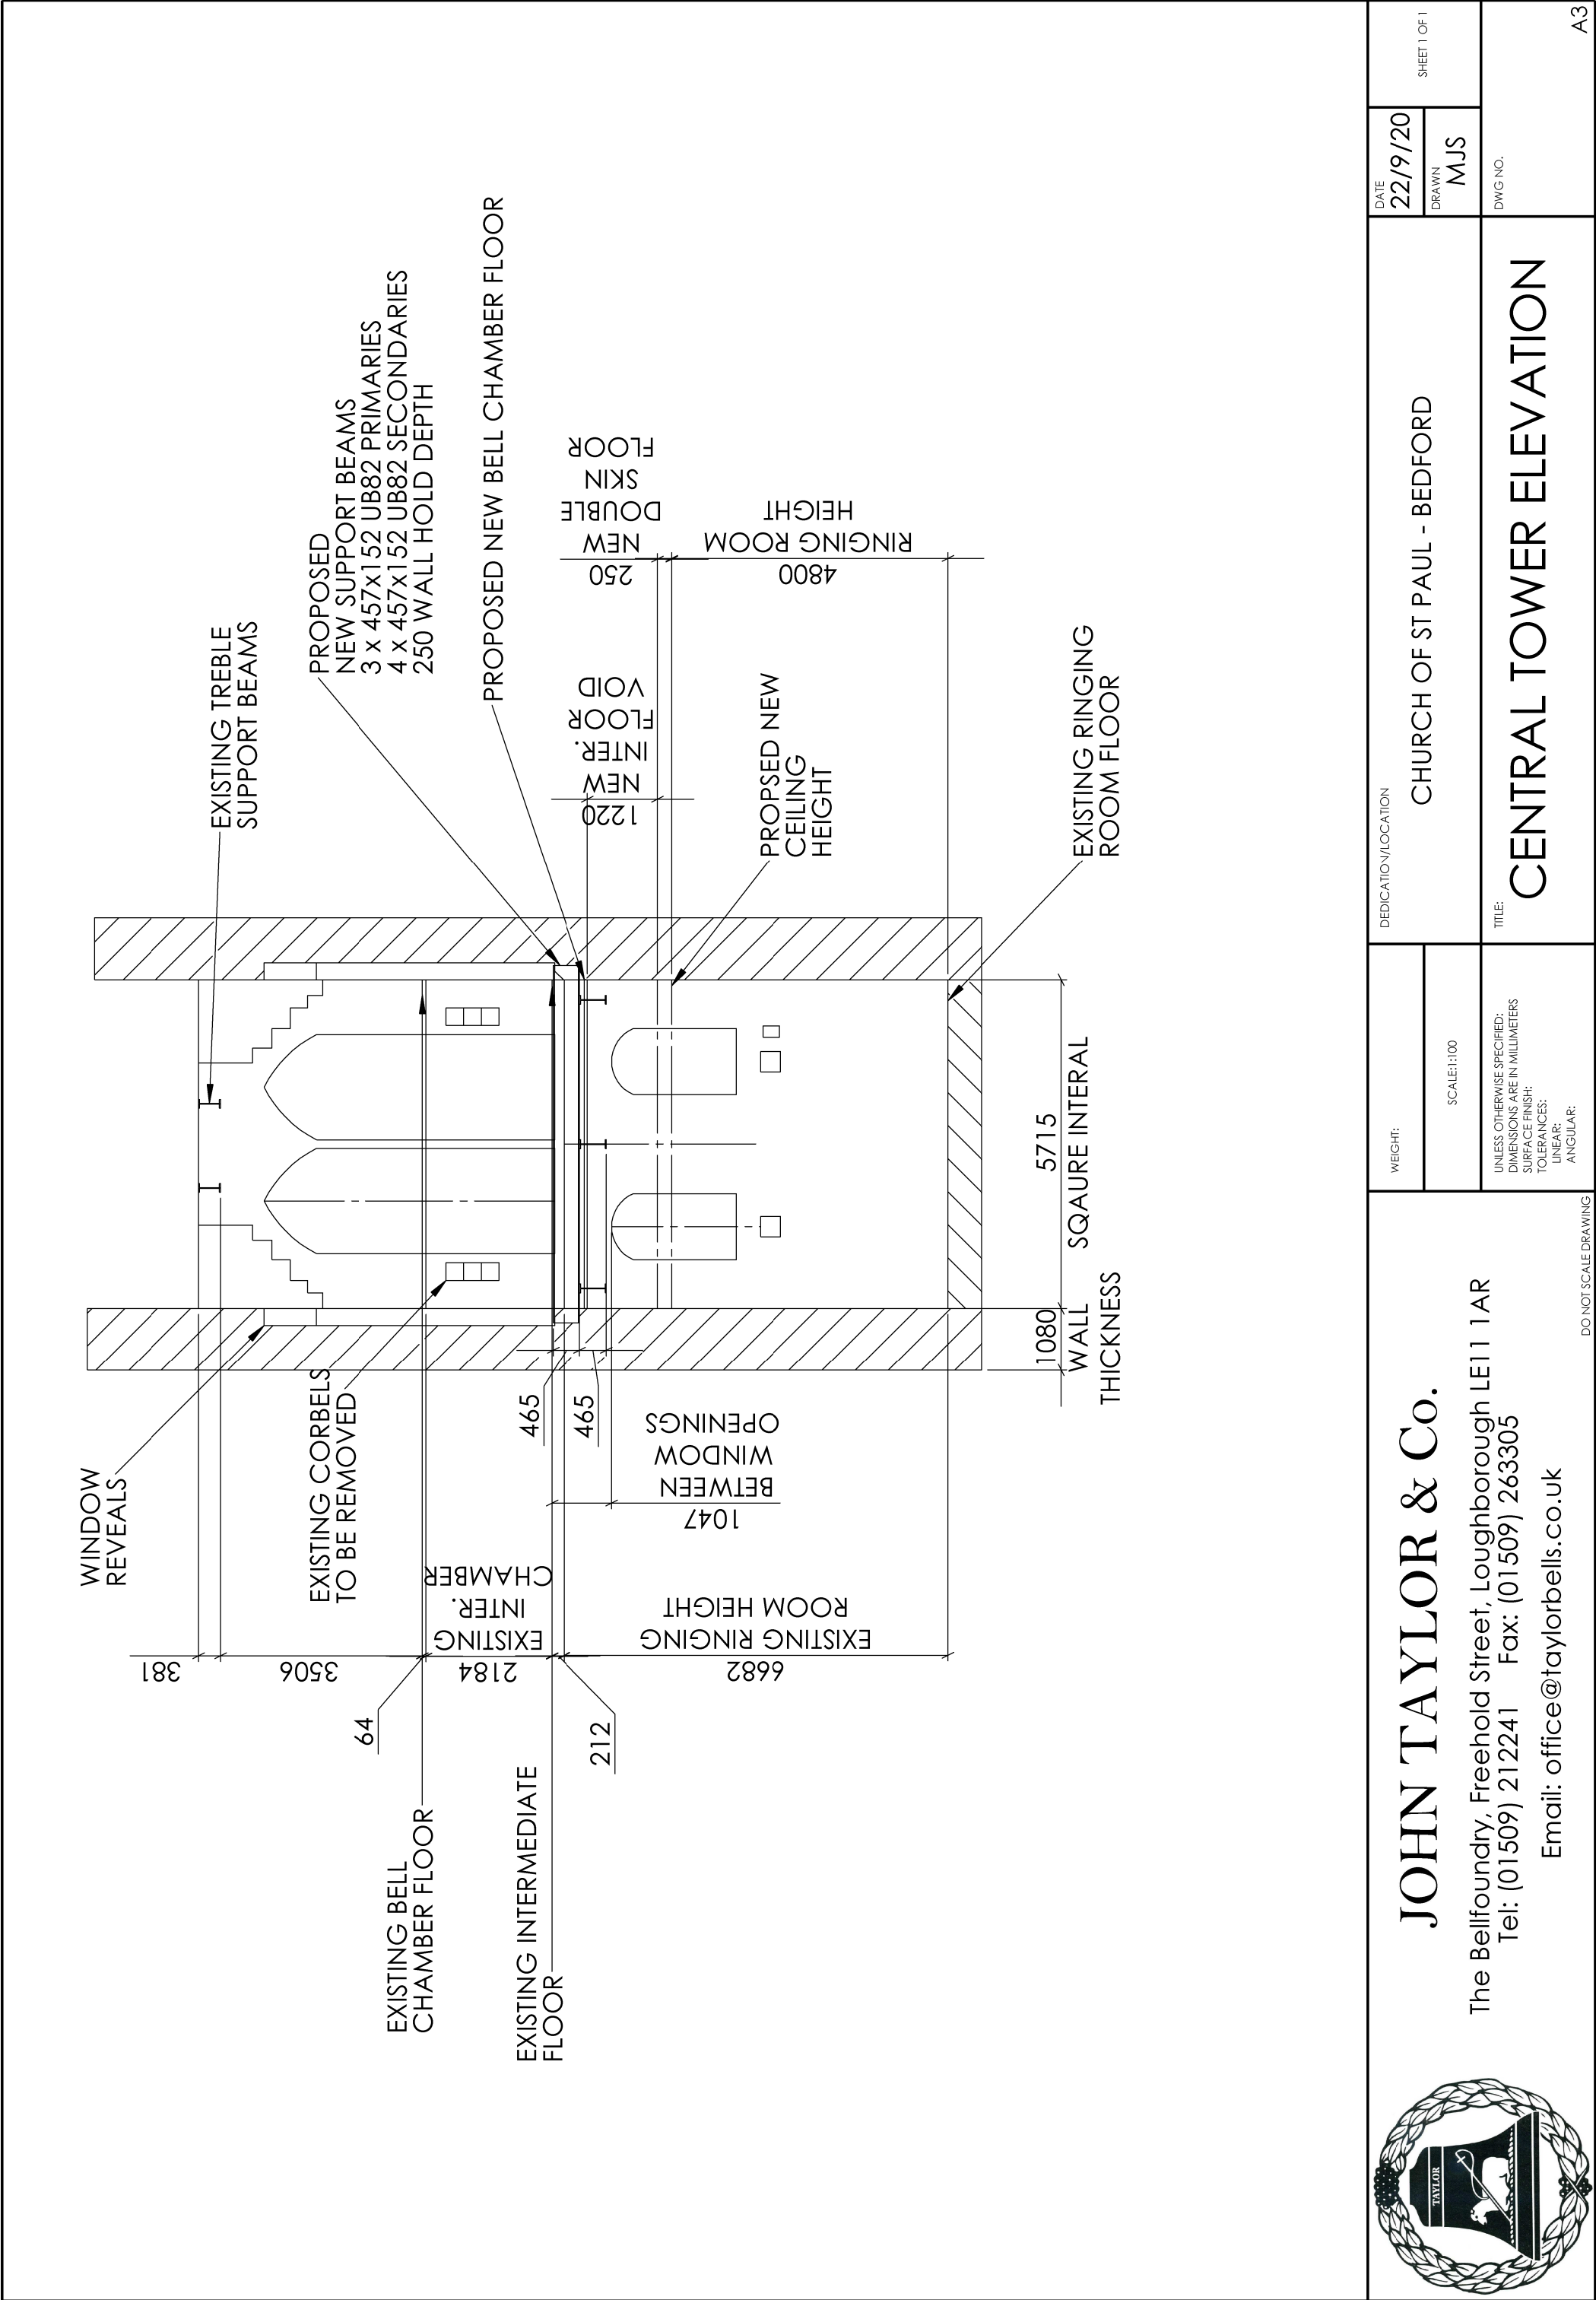 WINDOW
REVEALS
EXISTING CORBELS
TO BE REMOVED
EXISTING TREBLE
SUPPORT BEAMS
PROPOSED
NEW SUPPORT BEAMS
3 x 457x152 UB82 PRIMARIES
4 x 457x152 UB82 SECONDARIES
250 WALL HOLD DEPTH
PROPOSED NEW BELL CHAMBER FLOOR
381
3506
64
2184
EXISTING
INTER.
CHAMBER
212
6682
EXISTING RINGING
ROOM HEIGHT
EXISTING BELL
CHAMBER FLOOR
EXISTING INTERMEDIATE
FLOOR
465
465
1047
BETWEEN
WINDOW
OPENINGS
1220
NEW
INTER.
FLOOR
VOID
250
NEW
DOUBLE
SKIN
FLOOR
4800
RINGING ROOM
HEIGHT
PROPSED NEW
CEILING
HEIGHT
EXISTING RINGING
ROOM FLOOR
1080
WALL
THICKNESS
5715
SQAURE INTERAL
TAYLOR
JOHN TAYLOR & Co.
The Bellfoundry, Freehold Street, Loughborough LE11 1AR
Tel: (01509) 212241 Fax: (01509) 263305
Email: office@taylorbells.co.uk
DO NOT SCALE DRAWING
WEIGHT:
SCALE:1:100
UNLESS OTHERWISE SPECIFIED:
DIMENSIONS ARE IN MILLIMETERS
SURFACE FINISH:
TOLERANCES:
LINEAR:
ANGULAR:
DEDICATION/LOCATION
CHURCH OF ST PAUL - BEDFORD
TITLE:
CENTRAL TOWER ELEVATION
DATE
22/9/20
DRAWN
MJS
SHEET 1 OF 1
DWG NO.
A3